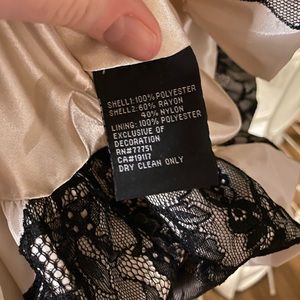 SHELL1:100% POLYESTER
SHELL2:60% RAYON
40% NYLON
LINING: 100% POLYESTER
EXCLUSIVE OF
DECORATION
RN#77751
CA#19117
DRY CLEAN ONLY